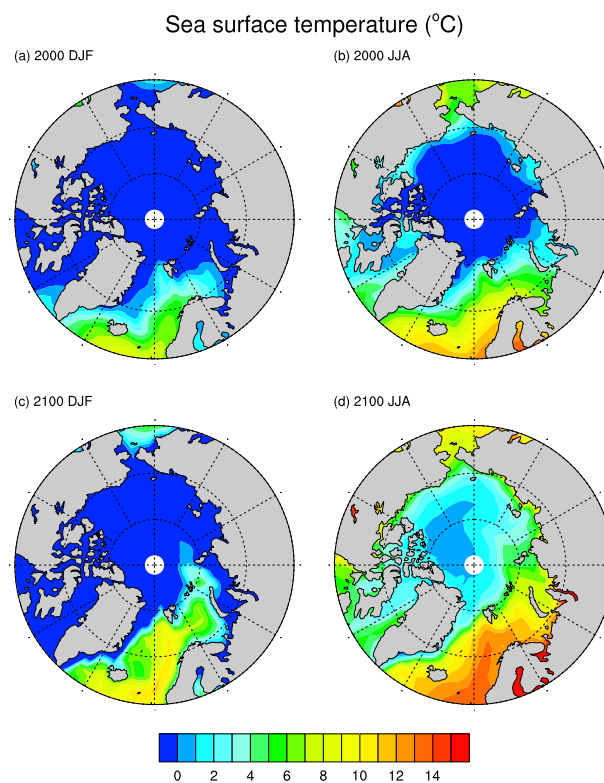 Sea surface temperature (°C)
(a) 2000 DJF
(b) 2000 JJA
(c) 2100 DJF
(d) 2100 JJA
0 2 4 6 8 10 12 14